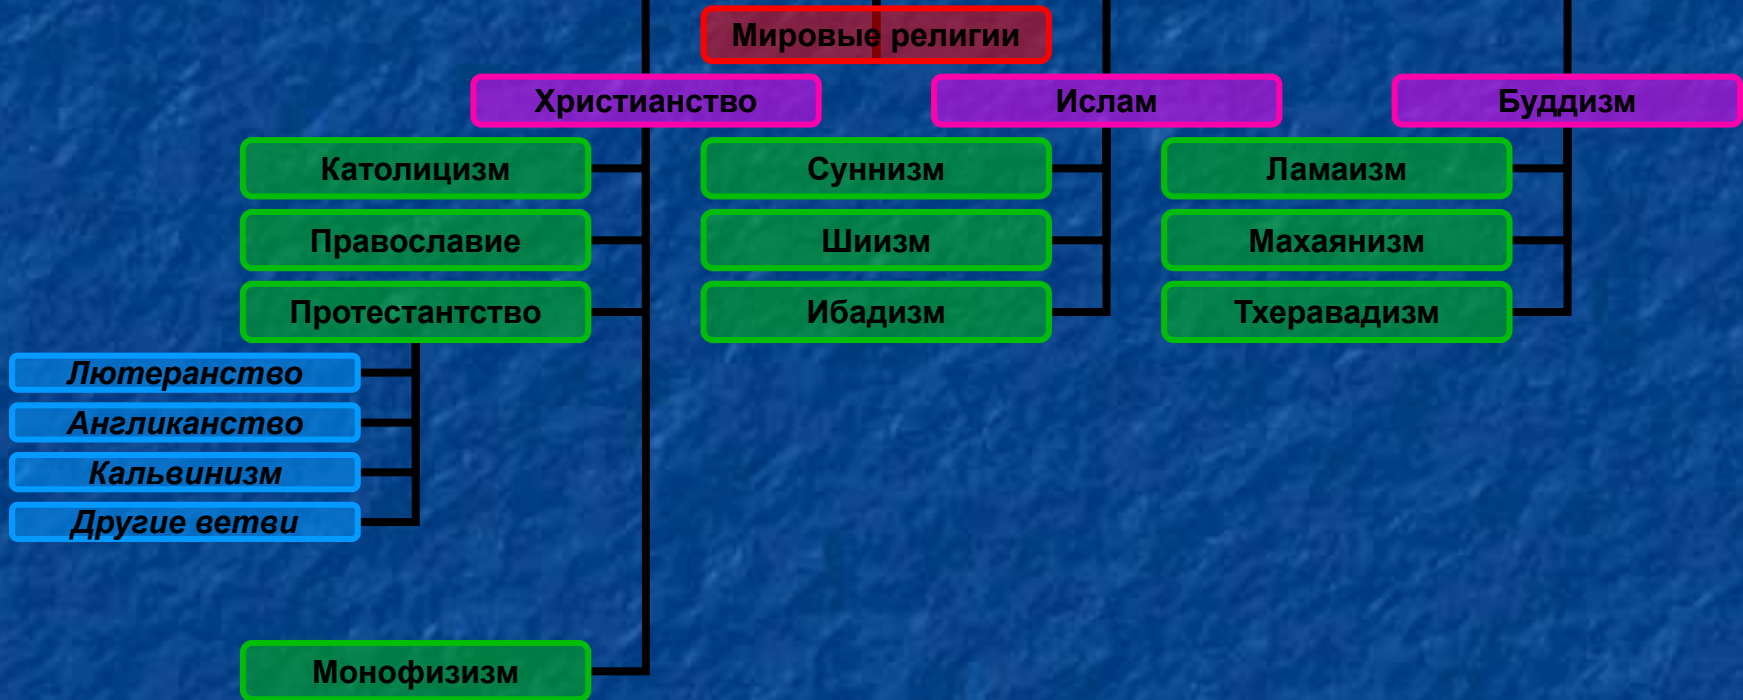 Мировые религии
Христианство
Ислам
Буддизм
Католицизм
Суннизм
Ламаизм
Православие
Шиизм
Махаянизм
Протестантство
Ибадизм
Тхеравадизм
Лютеранство
Англиканство
Кальвинизм
Другие ветви
Монофизизм